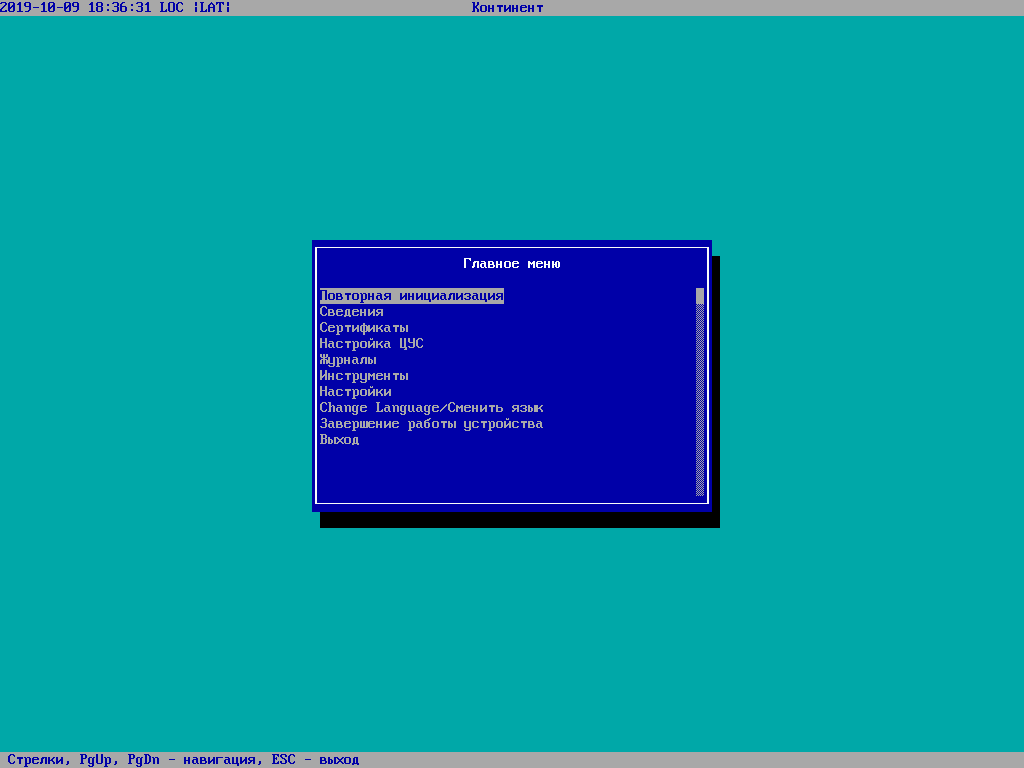 2019-10-09 18:36:31 LOC |LAT| Континент
Главное меню
Повторная инициализация
Сведения
Сертификаты
Настройка ЦУС
Журналы
Инструменты
Настройки
Change Language/Сменить язык
Завершение работы устройства
Выход
Стрелки, PgUp, PgDn - навигация, ESC - выход